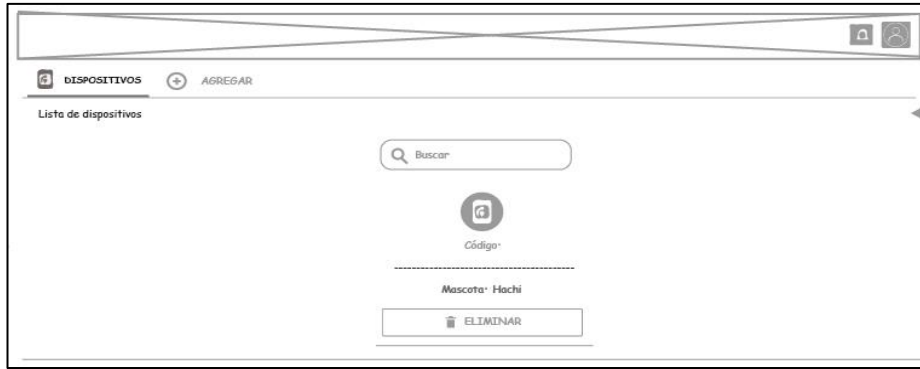 DISPOSITIVOS AGREGAR
Lista de dispositivos
Buscar
Código:
Mascota: Hachi
ELIMINAR